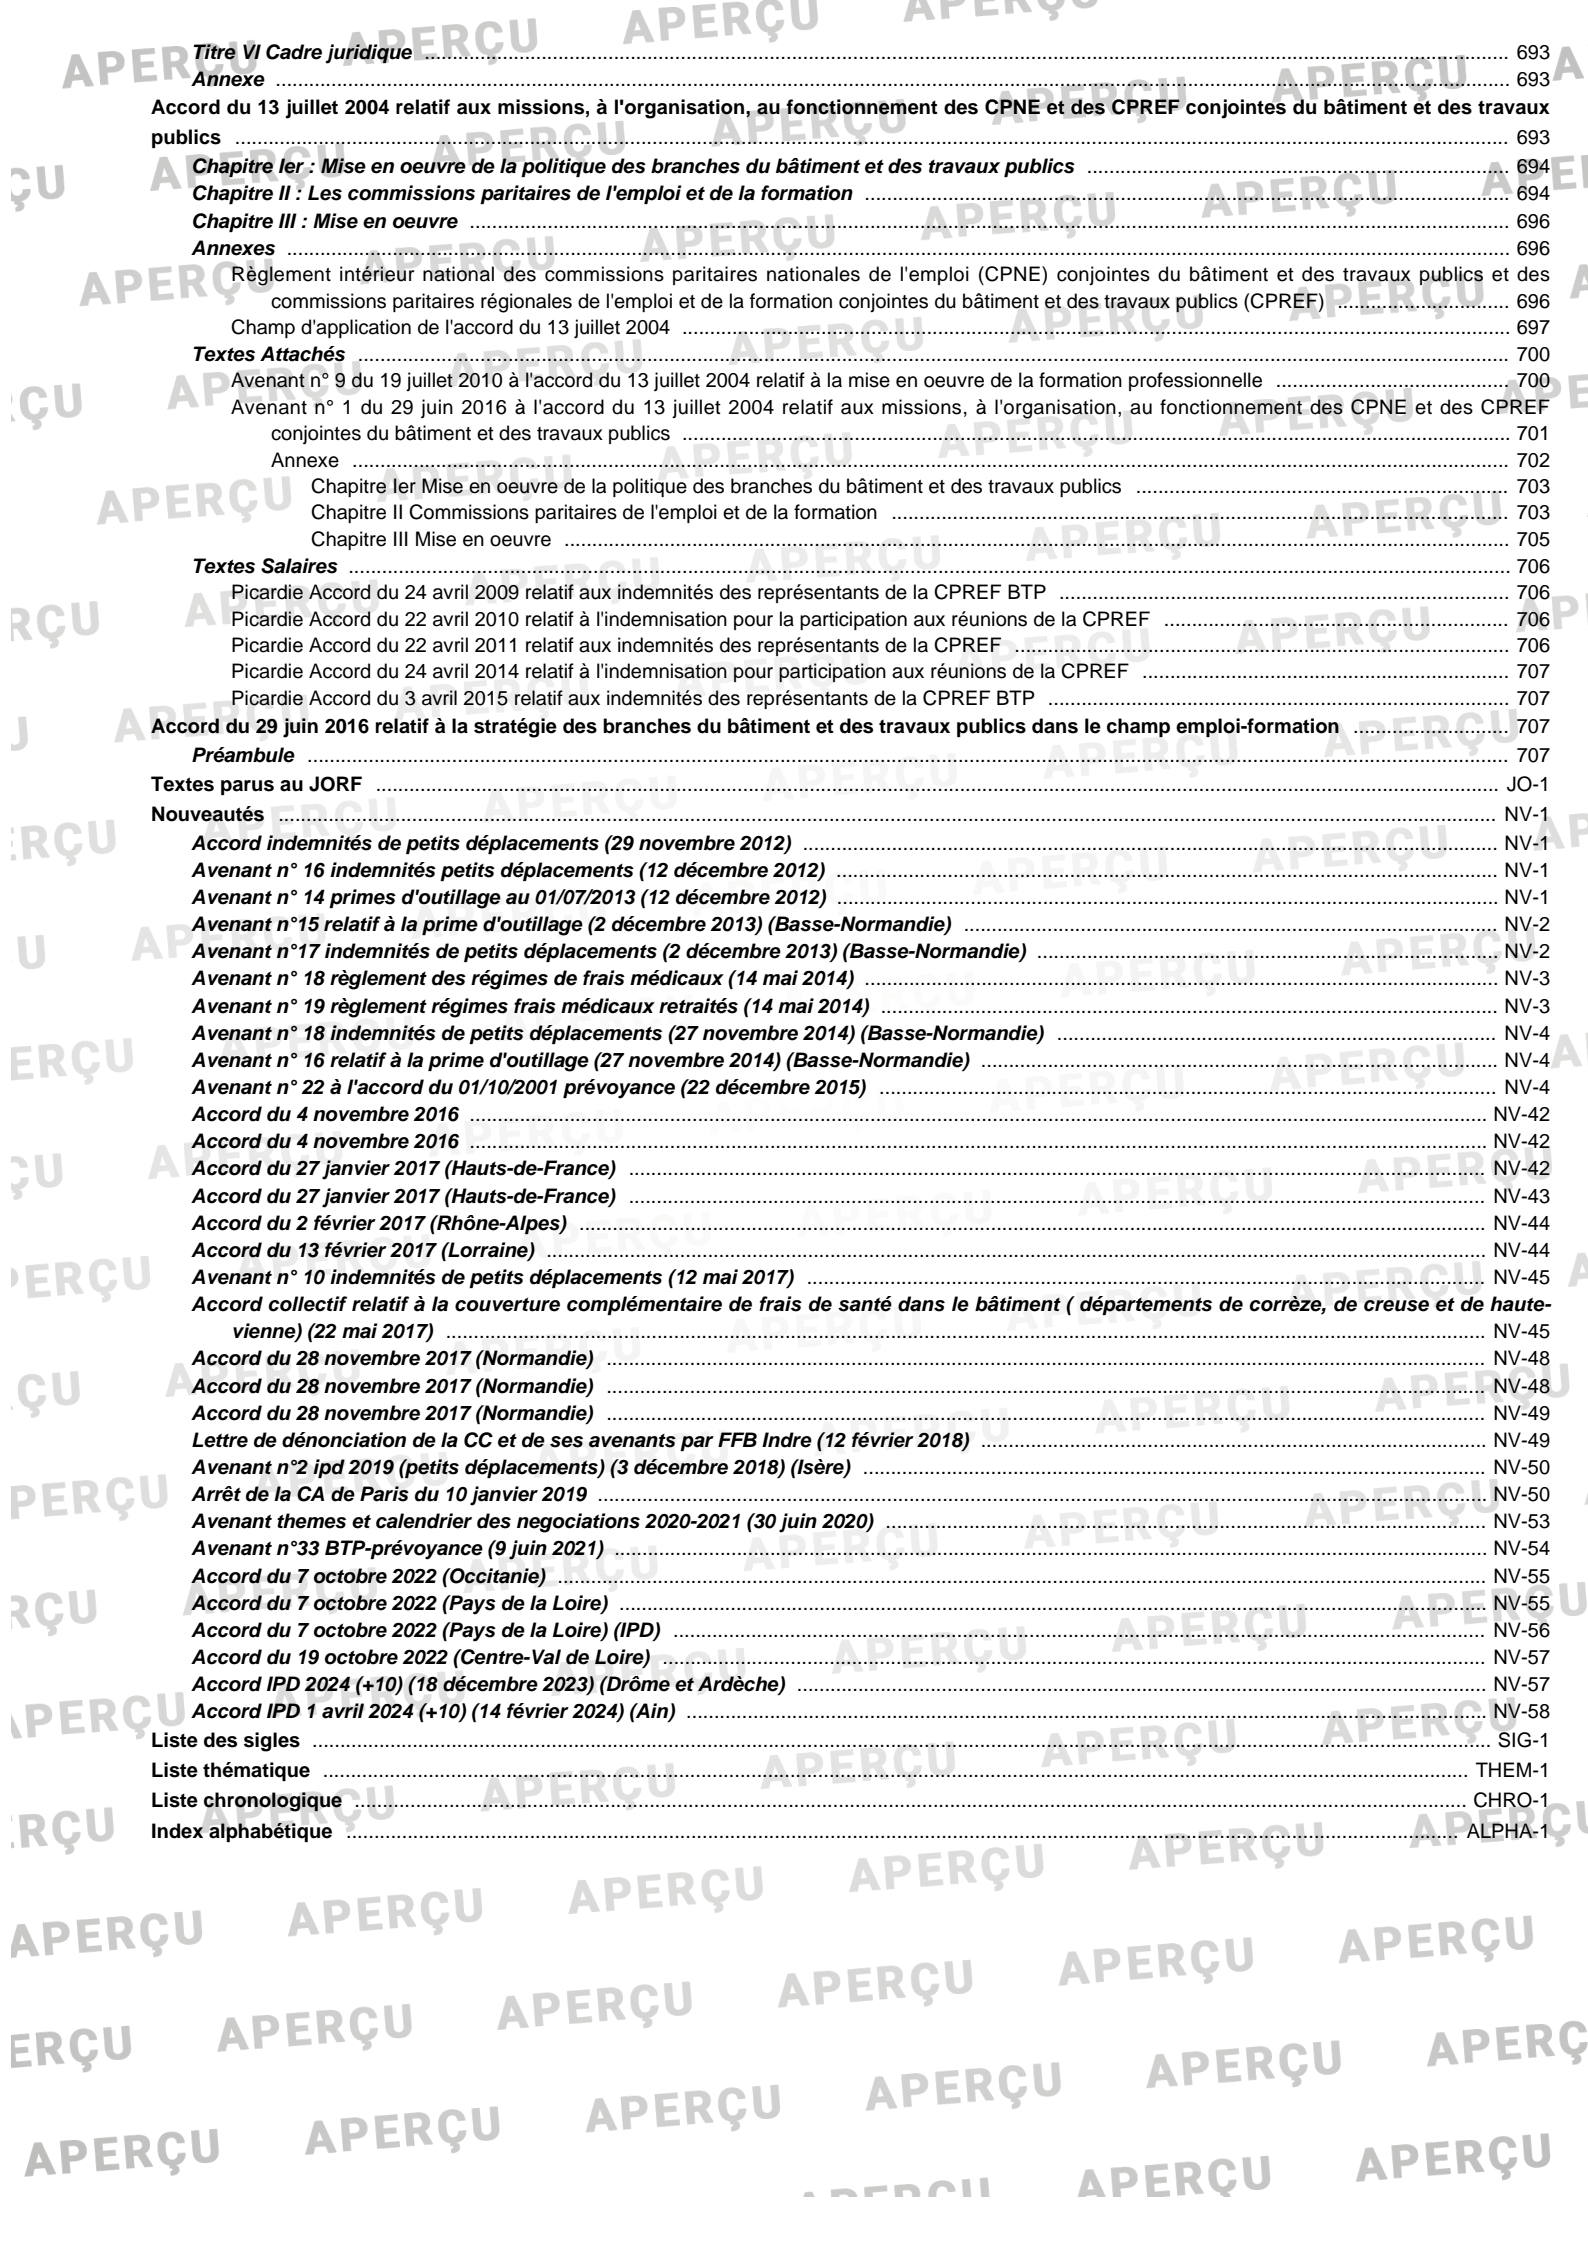 Titre VI Cadre juridique ........ 693
Annexe ........ 693
Accord du 13 juillet 2004 relatif aux missions, à l'organisation, au fonctionnement des CPNE et des CPREF conjointes du bâtiment et des travaux
publics ........ 693
Chapitre Ier : Mise en oeuvre de la politique des branches du bâtiment et des travaux publics ........ 694
Chapitre II : Les commissions paritaires de l'emploi et de la formation ........ 694
Chapitre III : Mise en oeuvre ........ 696
Annexes ........ 696
Règlement intérieur national des commissions paritaires nationales de l'emploi (CPNE) conjointes du bâtiment et des travaux publics et des
commissions paritaires régionales de l'emploi et de la formation conjointes du bâtiment et des travaux publics (CPREF) ........ 696
Champ d'application de l'accord du 13 juillet 2004 ........ 697
Textes Attachés ........ 700
Avenant n° 9 du 19 juillet 2010 à l'accord du 13 juillet 2004 relatif à la mise en oeuvre de la formation professionnelle ........ 700
Avenant n° 1 du 29 juin 2016 à l'accord du 13 juillet 2004 relatif aux missions, à l'organisation, au fonctionnement des CPNE et des CPREF
conjointes du bâtiment et des travaux publics ........ 701
Annexe ........ 702
Chapitre Ier Mise en oeuvre de la politique des branches du bâtiment et des travaux publics ........ 703
Chapitre II Commissions paritaires de l'emploi et de la formation ........ 703
Chapitre III Mise en oeuvre ........ 705
Textes Salaires ........ 706
Picardie Accord du 24 avril 2009 relatif aux indemnités des représentants de la CPREF BTP ........ 706
Picardie Accord du 22 avril 2010 relatif à l'indemnisation pour la participation aux réunions de la CPREF ........ 706
Picardie Accord du 22 avril 2011 relatif aux indemnités des représentants de la CPREF ........ 706
Picardie Accord du 24 avril 2014 relatif à l'indemnisation pour participation aux réunions de la CPREF ........ 707
Picardie Accord du 3 avril 2015 relatif aux indemnités des représentants de la CPREF BTP ........ 707
Accord du 29 juin 2016 relatif à la stratégie des branches du bâtiment et des travaux publics dans le champ emploi-formation ........ 707
Préambule ........ 707
Textes parus au JORF ........ JO-1
Nouveautés ........ NV-1
Accord indemnités de petits déplacements (29 novembre 2012) ........ NV-1
Avenant n° 16 indemnités petits déplacements (12 décembre 2012) ........ NV-1
Avenant n° 14 primes d'outillage au 01/07/2013 (12 décembre 2012) ........ NV-1
Avenant n°15 relatif à la prime d'outillage (2 décembre 2013) (Basse-Normandie) ........ NV-2
Avenant n°17 indemnités de petits déplacements (2 décembre 2013) (Basse-Normandie) ........ NV-2
Avenant n° 18 règlement des régimes de frais médicaux (14 mai 2014) ........ NV-3
Avenant n° 19 règlement régimes frais médicaux retraités (14 mai 2014) ........ NV-3
Avenant n° 18 indemnités de petits déplacements (27 novembre 2014) (Basse-Normandie) ........ NV-4
Avenant n° 16 relatif à la prime d'outillage (27 novembre 2014) (Basse-Normandie) ........ NV-4
Avenant n° 22 à l'accord du 01/10/2001 prévoyance (22 décembre 2015) ........ NV-4
Accord du 4 novembre 2016 ........ NV-42
Accord du 4 novembre 2016 ........ NV-42
Accord du 27 janvier 2017 (Hauts-de-France) ........ NV-42
Accord du 27 janvier 2017 (Hauts-de-France) ........ NV-43
Accord du 2 février 2017 (Rhône-Alpes) ........ NV-44
Accord du 13 février 2017 (Lorraine) ........ NV-44
Avenant n° 10 indemnités de petits déplacements (12 mai 2017) ........ NV-45
Accord collectif relatif à la couverture complémentaire de frais de santé dans le bâtiment ( départements de corrèze, de creuse et de haute-
vienne) (22 mai 2017) ........ NV-45
Accord du 28 novembre 2017 (Normandie) ........ NV-48
Accord du 28 novembre 2017 (Normandie) ........ NV-48
Accord du 28 novembre 2017 (Normandie) ........ NV-49
Lettre de dénonciation de la CC et de ses avenants par FFB Indre (12 février 2018) ........ NV-49
Avenant n°2 ipd 2019 (petits déplacements) (3 décembre 2018) (Isère) ........ NV-50
Arrêt de la CA de Paris du 10 janvier 2019 ........ NV-50
Avenant themes et calendrier des negociations 2020-2021 (30 juin 2020) ........ NV-53
Avenant n°33 BTP-prévoyance (9 juin 2021) ........ NV-54
Accord du 7 octobre 2022 (Occitanie) ........ NV-55
Accord du 7 octobre 2022 (Pays de la Loire) ........ NV-55
Accord du 7 octobre 2022 (Pays de la Loire) (IPD) ........ NV-56
Accord du 19 octobre 2022 (Centre-Val de Loire) ........ NV-57
Accord IPD 2024 (+10) (18 décembre 2023) (Drôme et Ardèche) ........ NV-57
Accord IPD 1 avril 2024 (+10) (14 février 2024) (Ain) ........ NV-58
Liste des sigles ........ SIG-1
Liste thématique ........ THEM-1
Liste chronologique ........ CHRO-1
Index alphabétique ........ ALPHA-1
APERÇU